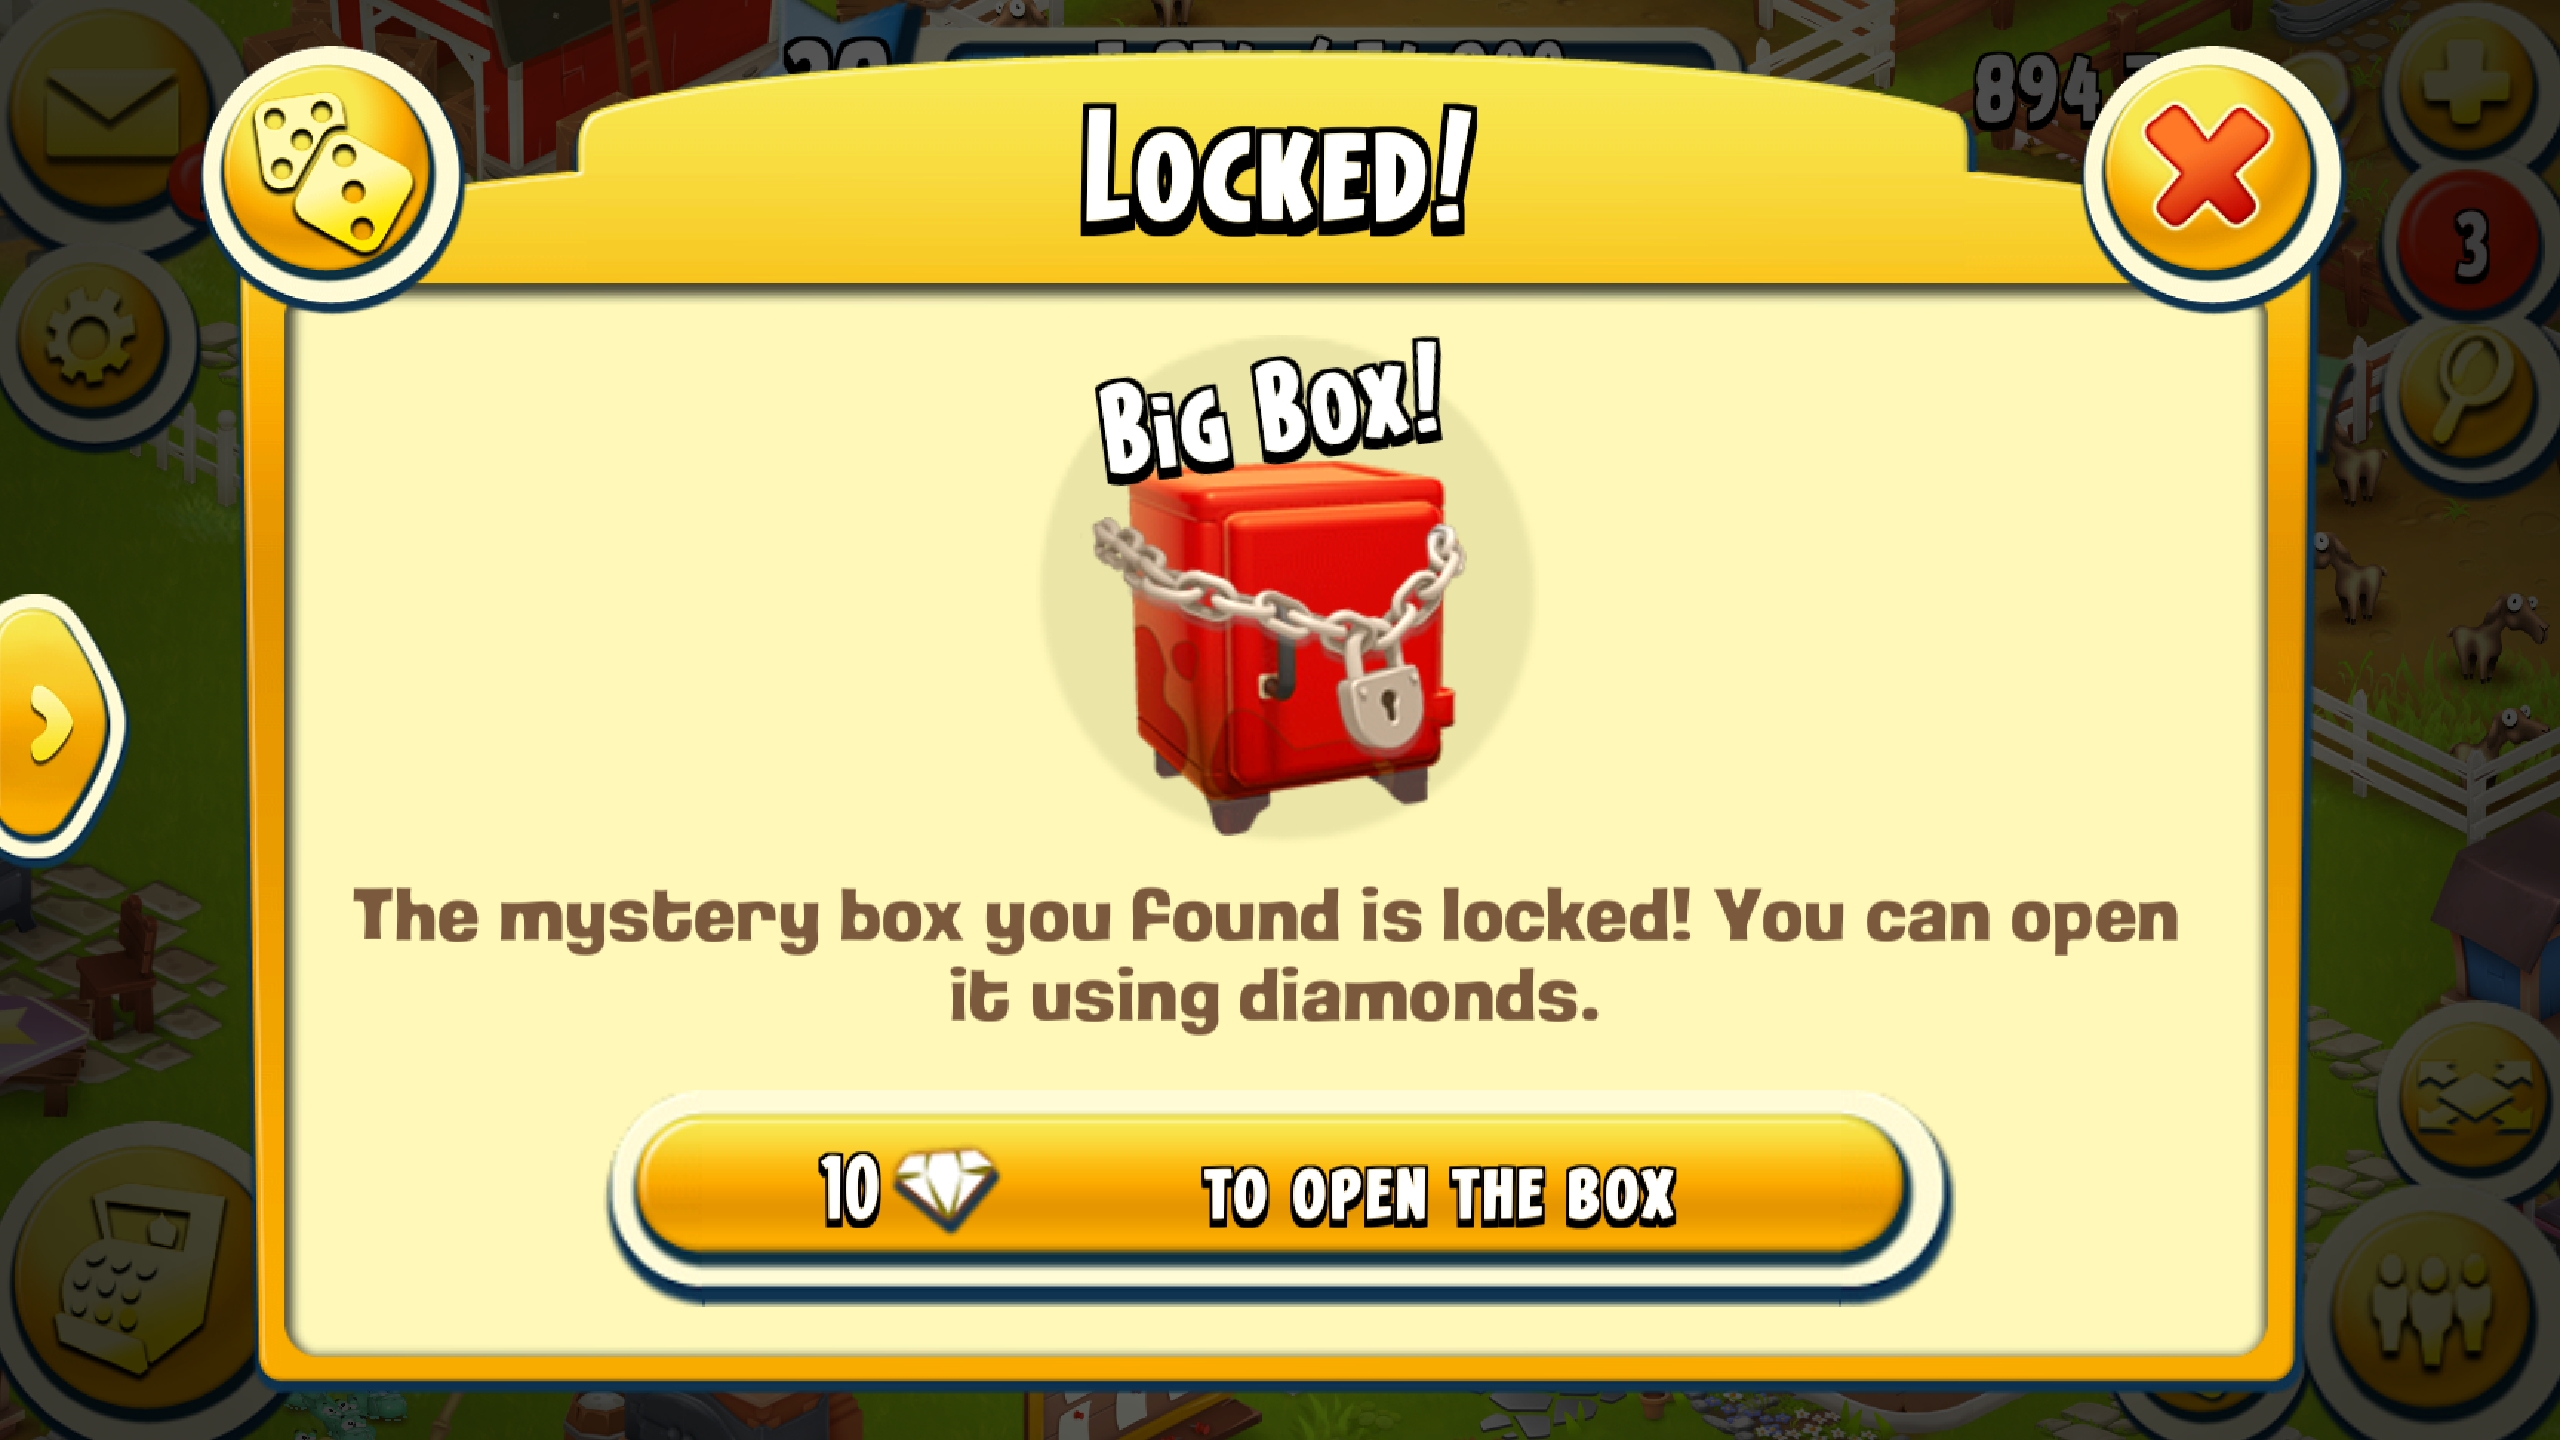 894
LOCKED!
3
BiG BOX!
The mystery box you found is locked! You can open
it using diamonds.
10 TO OPEN THE BOX